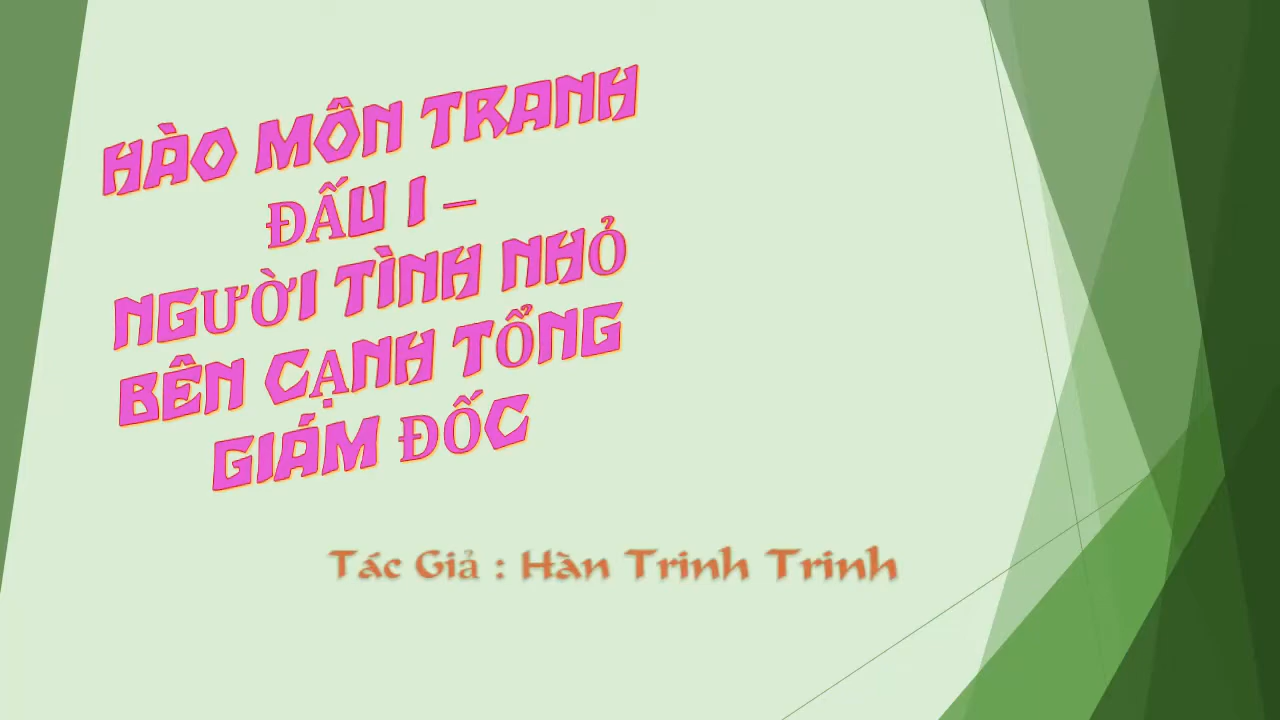 HÀO MÔN TRANH
ĐẤU I –
NGƯỜI TÌNH NHỎ
BÊN CẠNH TỔNG
GIÁM ĐỐC
Tác Giả : Hàn Trinh Trinh